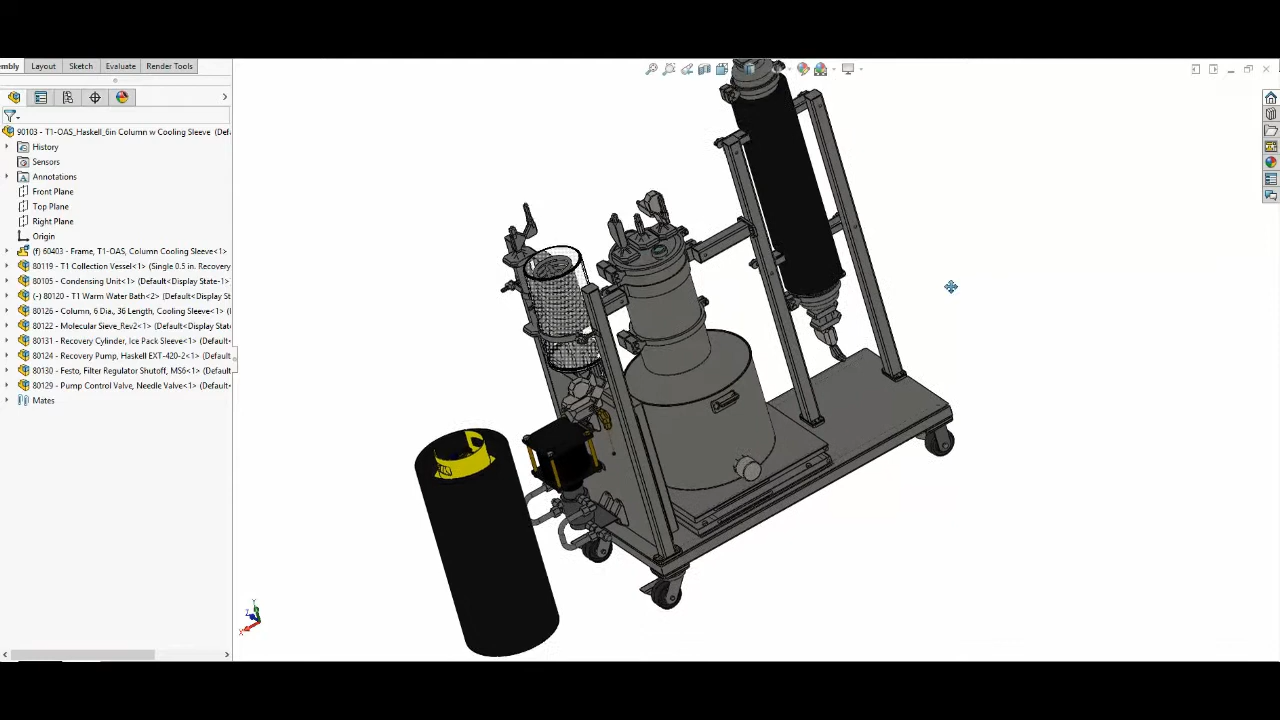 mbly Layout Sketch Evaluate Render Tools
90103 - T1-OAS_Haskell_6in Column w Cooling Sleeve (Def
History
Sensors
Annotations
Front Plane
Top Plane
Right Plane
Origin
(f) 60403 - Frame, T1-OAS, Column Cooling Sleeve<1>
80119 - T1 Collection Vessel<1> (Single 0.5 in. Recovery
80105 - Condensing Unit<1> (Default<Display State-1
(-) 80120 - T1 Warm Water Bath<2> (Default<Display S
80126 - Column, 6 Dia, 36 Length, Column Cooling Sle
80122 - Molecular Sieve_Rev2<1> (Default<Display Stat
80131 - Recovery Cylinder, Ice Pack Sleeve<1> (Default
80124 - Recovery Pump, Haskell EXT-420-2<1> (Default
80130 - Festo, Filter Regulator Shutoff, MS6<1> (Default
80129 - Pump Control Valve, Needle Valve<1> (Default
Mates
Y
Z
X